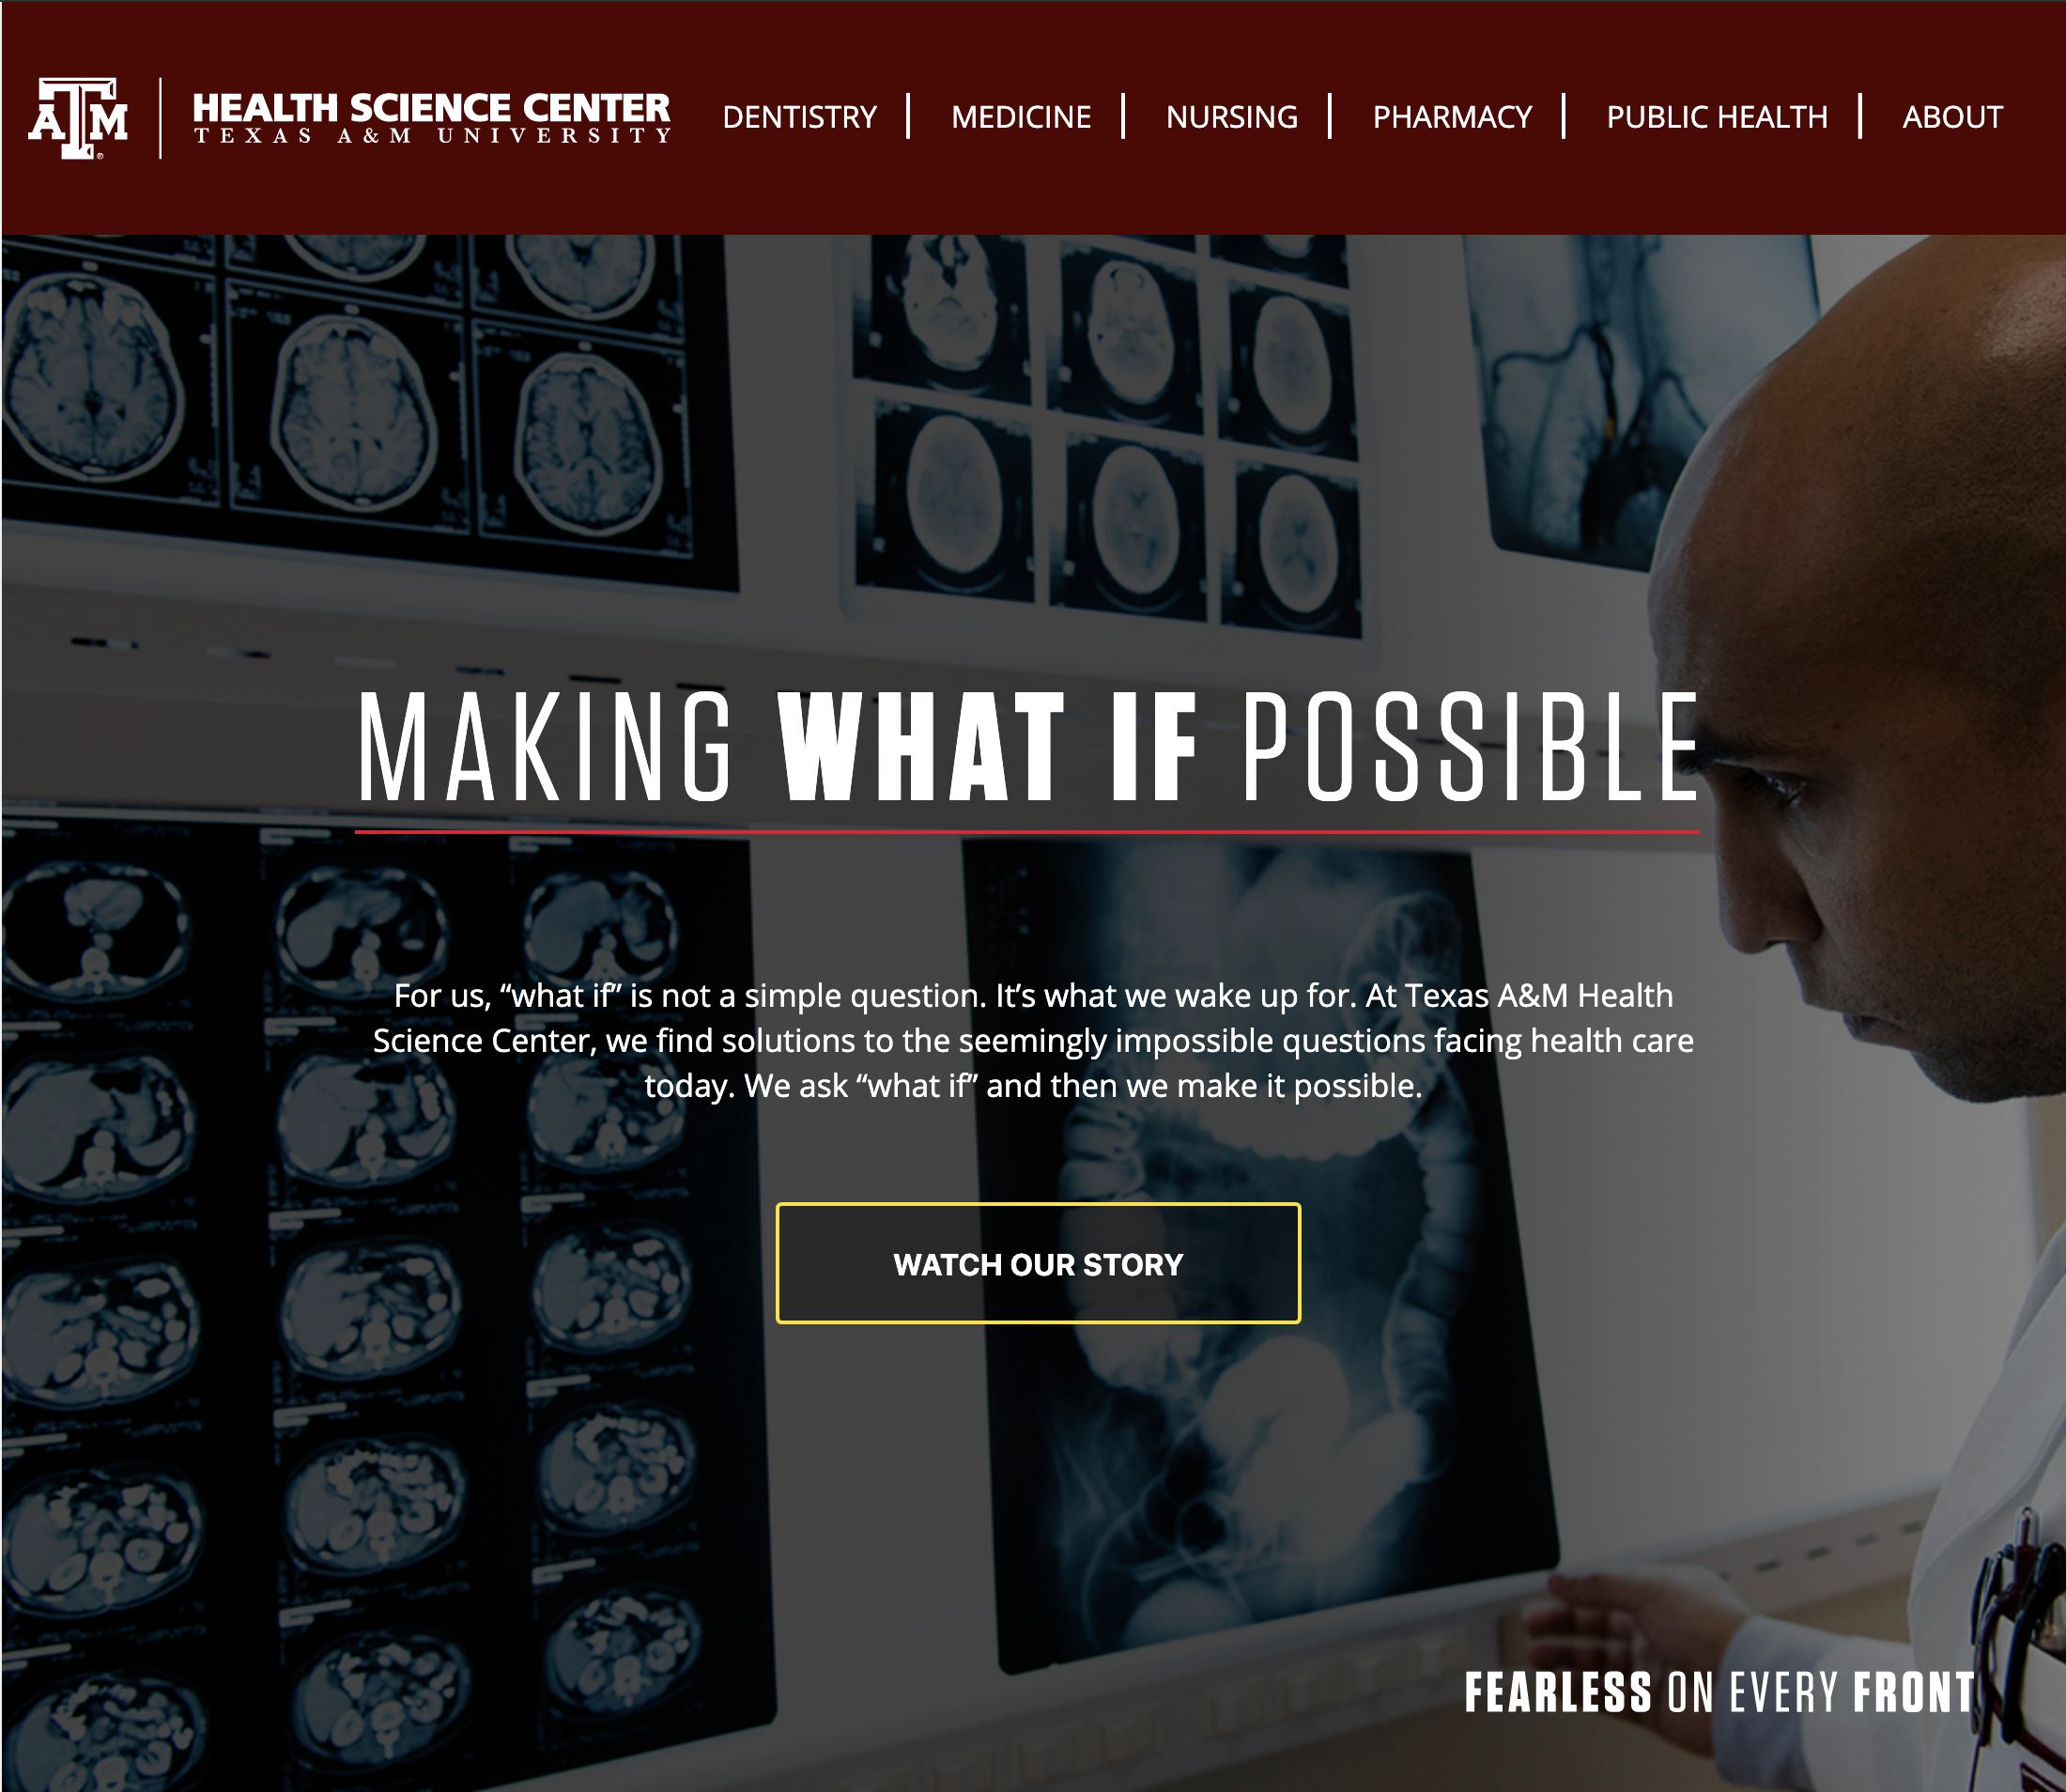 ATM®
HEALTH SCIENCE CENTER
TEXAS A&M UNIVERSITY
DENTISTRY
MEDICINE
NURSING
PHARMACY
PUBLIC HEALTH
ABOUT
MAKING WHAT IF POSSIBLE
For us, “what if” is not a simple question. It’s what we wake up for. At Texas A&M Health
Science Center, we find solutions to the seemingly impossible questions facing health care
today. We ask “what if” and then we make it possible.
WATCH OUR STORY
FEARLESS ON EVERY FRONT